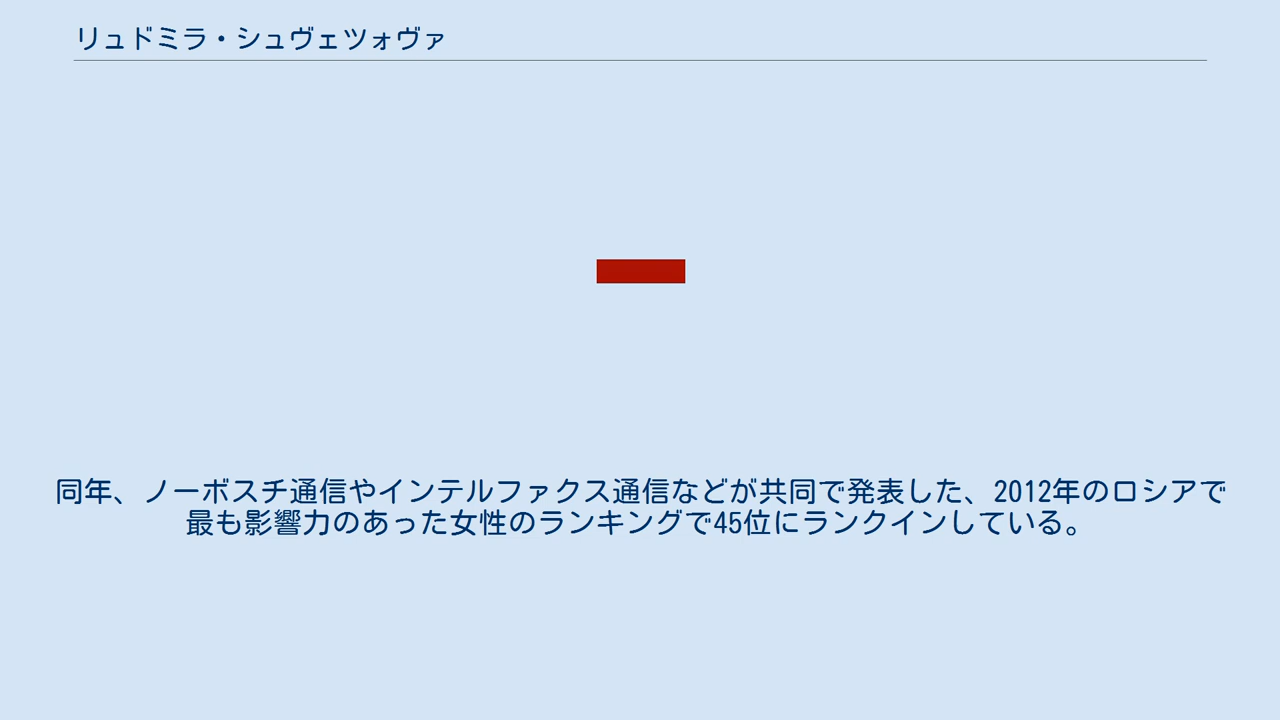 リュドミラ・シュヴェツォヴァ
同年、ノーボスチ通信やインテルファクス通信などが共同で発表した、2012年のロシアで
最も影響力のあった女性のランキングで45位にランクインしている。